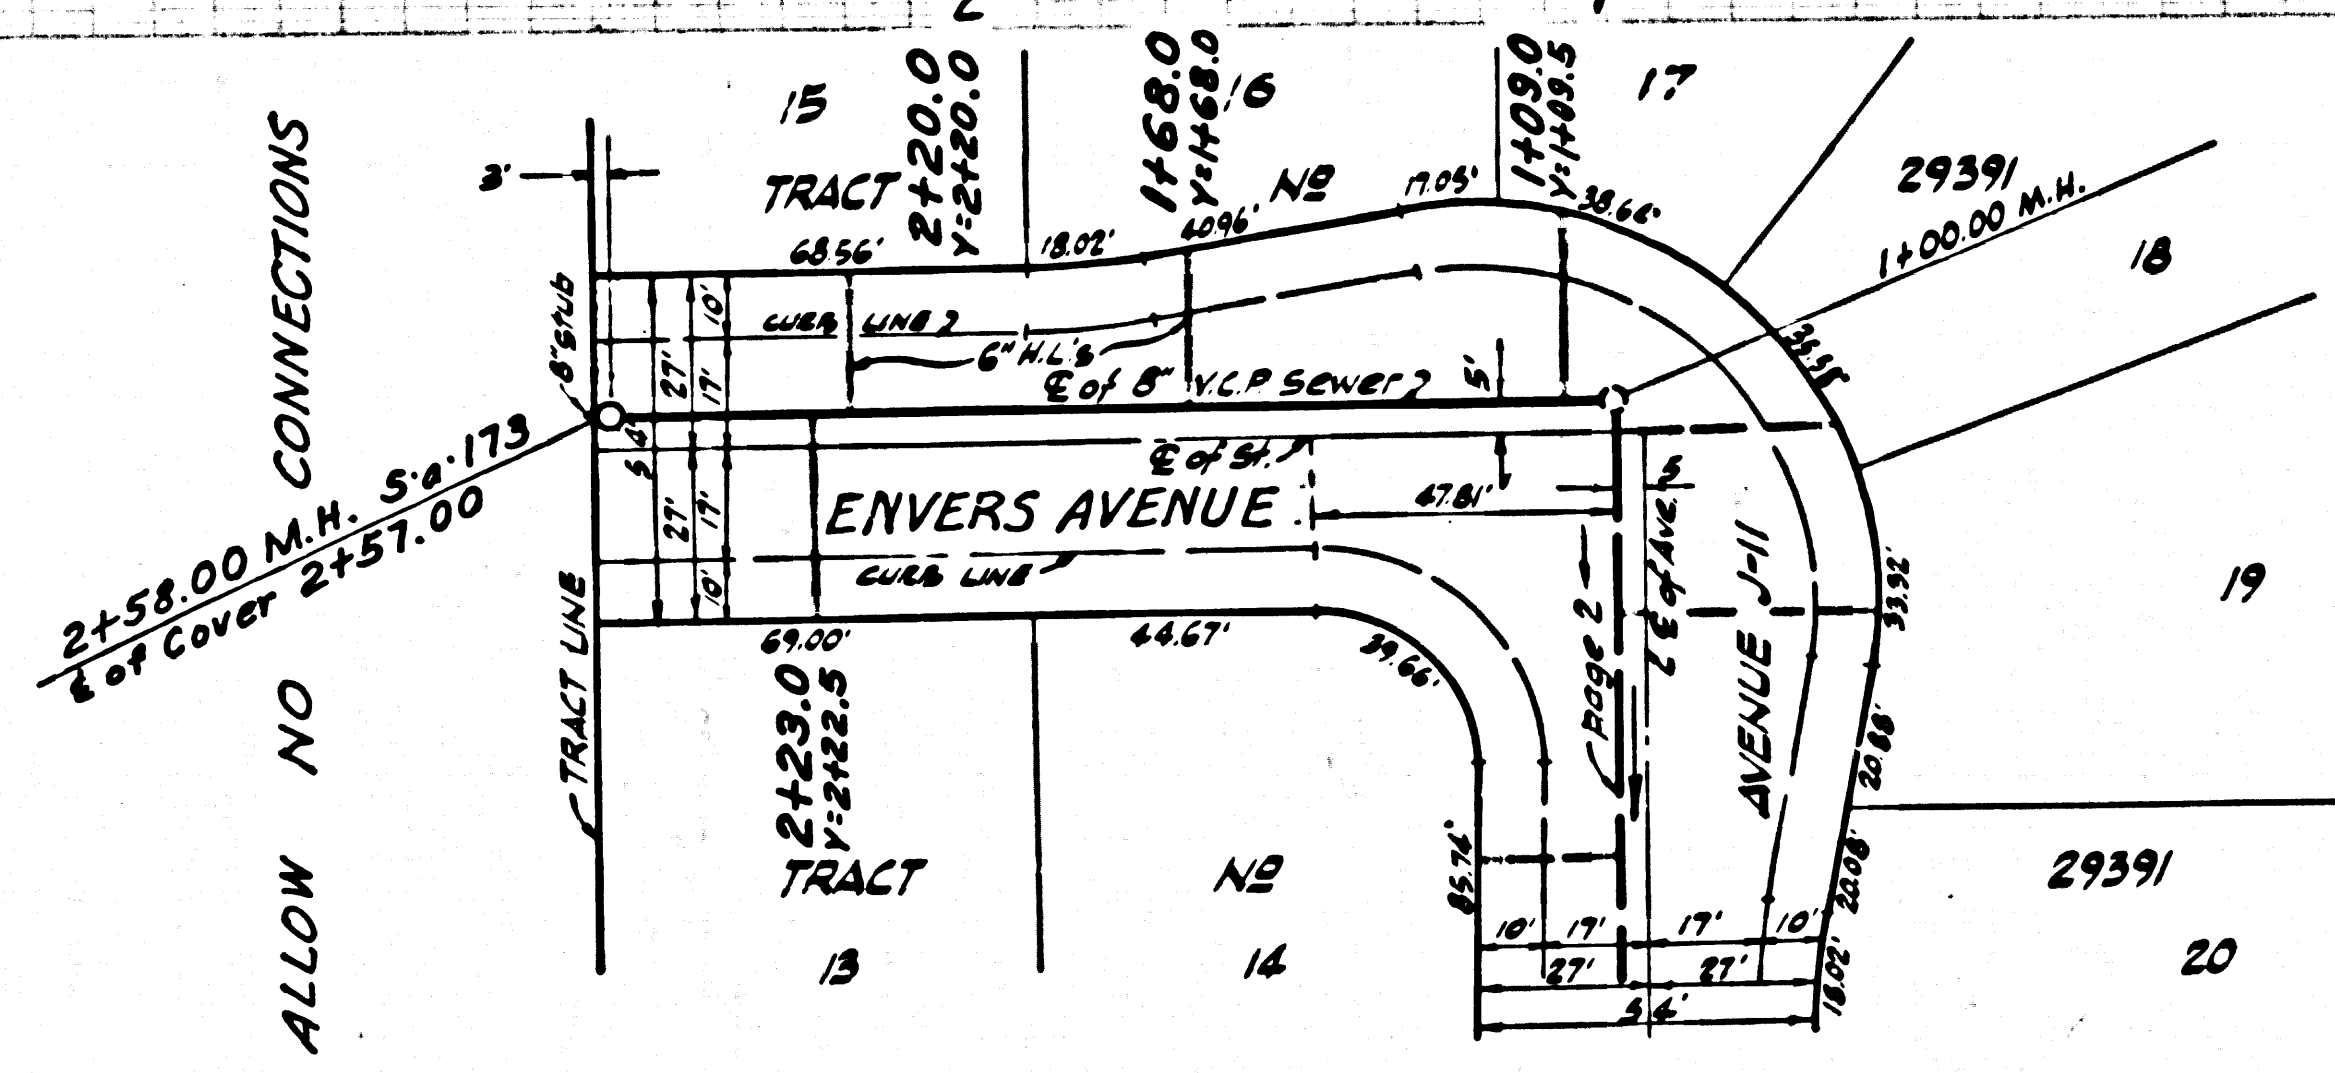 ALLOW NO CONNECTIONS
15
2+20.0
Y=2+20.0
1+68.0
Y=1+68.0
16
1+09.0
Y=1+09.5
17
3'
TRACT
Nº
17.05'
38.66'
29391
1+00.00 M.H.
18
68.56'
18.02'
40.96'
8" stub
10'
CURB LINE
6" H.L.'S
35.58'
27'
17'
℄ of 8" V.C.P. Sewer
5'
2+58.00 M.H. S.a.173
℄ of Cover 2+57.00
54'
℄ of St.
5'
ENVERS AVENUE
47.81'
27'
17'
℄ of Ave.
AVENUE J-11
CURB LINE
10'
33.92'
19
TRACT LINE
69.00'
44.67'
39.66'
Page 2
2+23.0
Y=2+22.5
20.88'
TRACT
Nº
85.74'
20.08'
29391
13
14
10'
17'
17'
10'
20
27'
27'
18.02'
54'